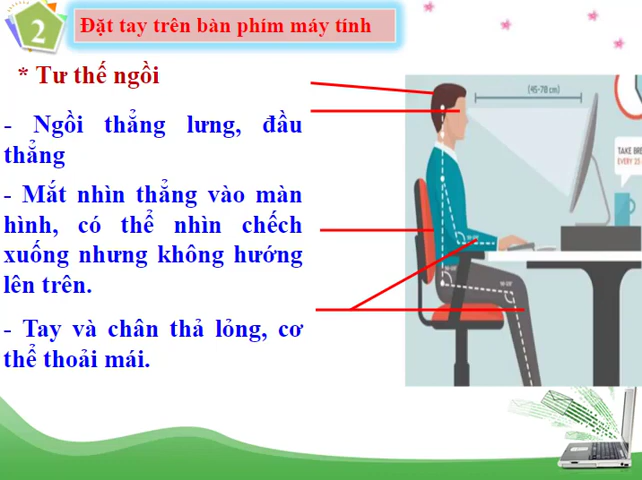 2
Đặt tay trên bàn phím máy tính
* Tư thế ngồi
- Ngồi thẳng lưng, đầu
thẳng
- Mắt nhìn thẳng vào màn
hình, có thể nhìn chếch
xuống nhưng không hướng
lên trên.
- Tay và chân thả lỏng, cơ
thể thoải mái.
(45-70 cm)
TAKE BRE
EVERY 25